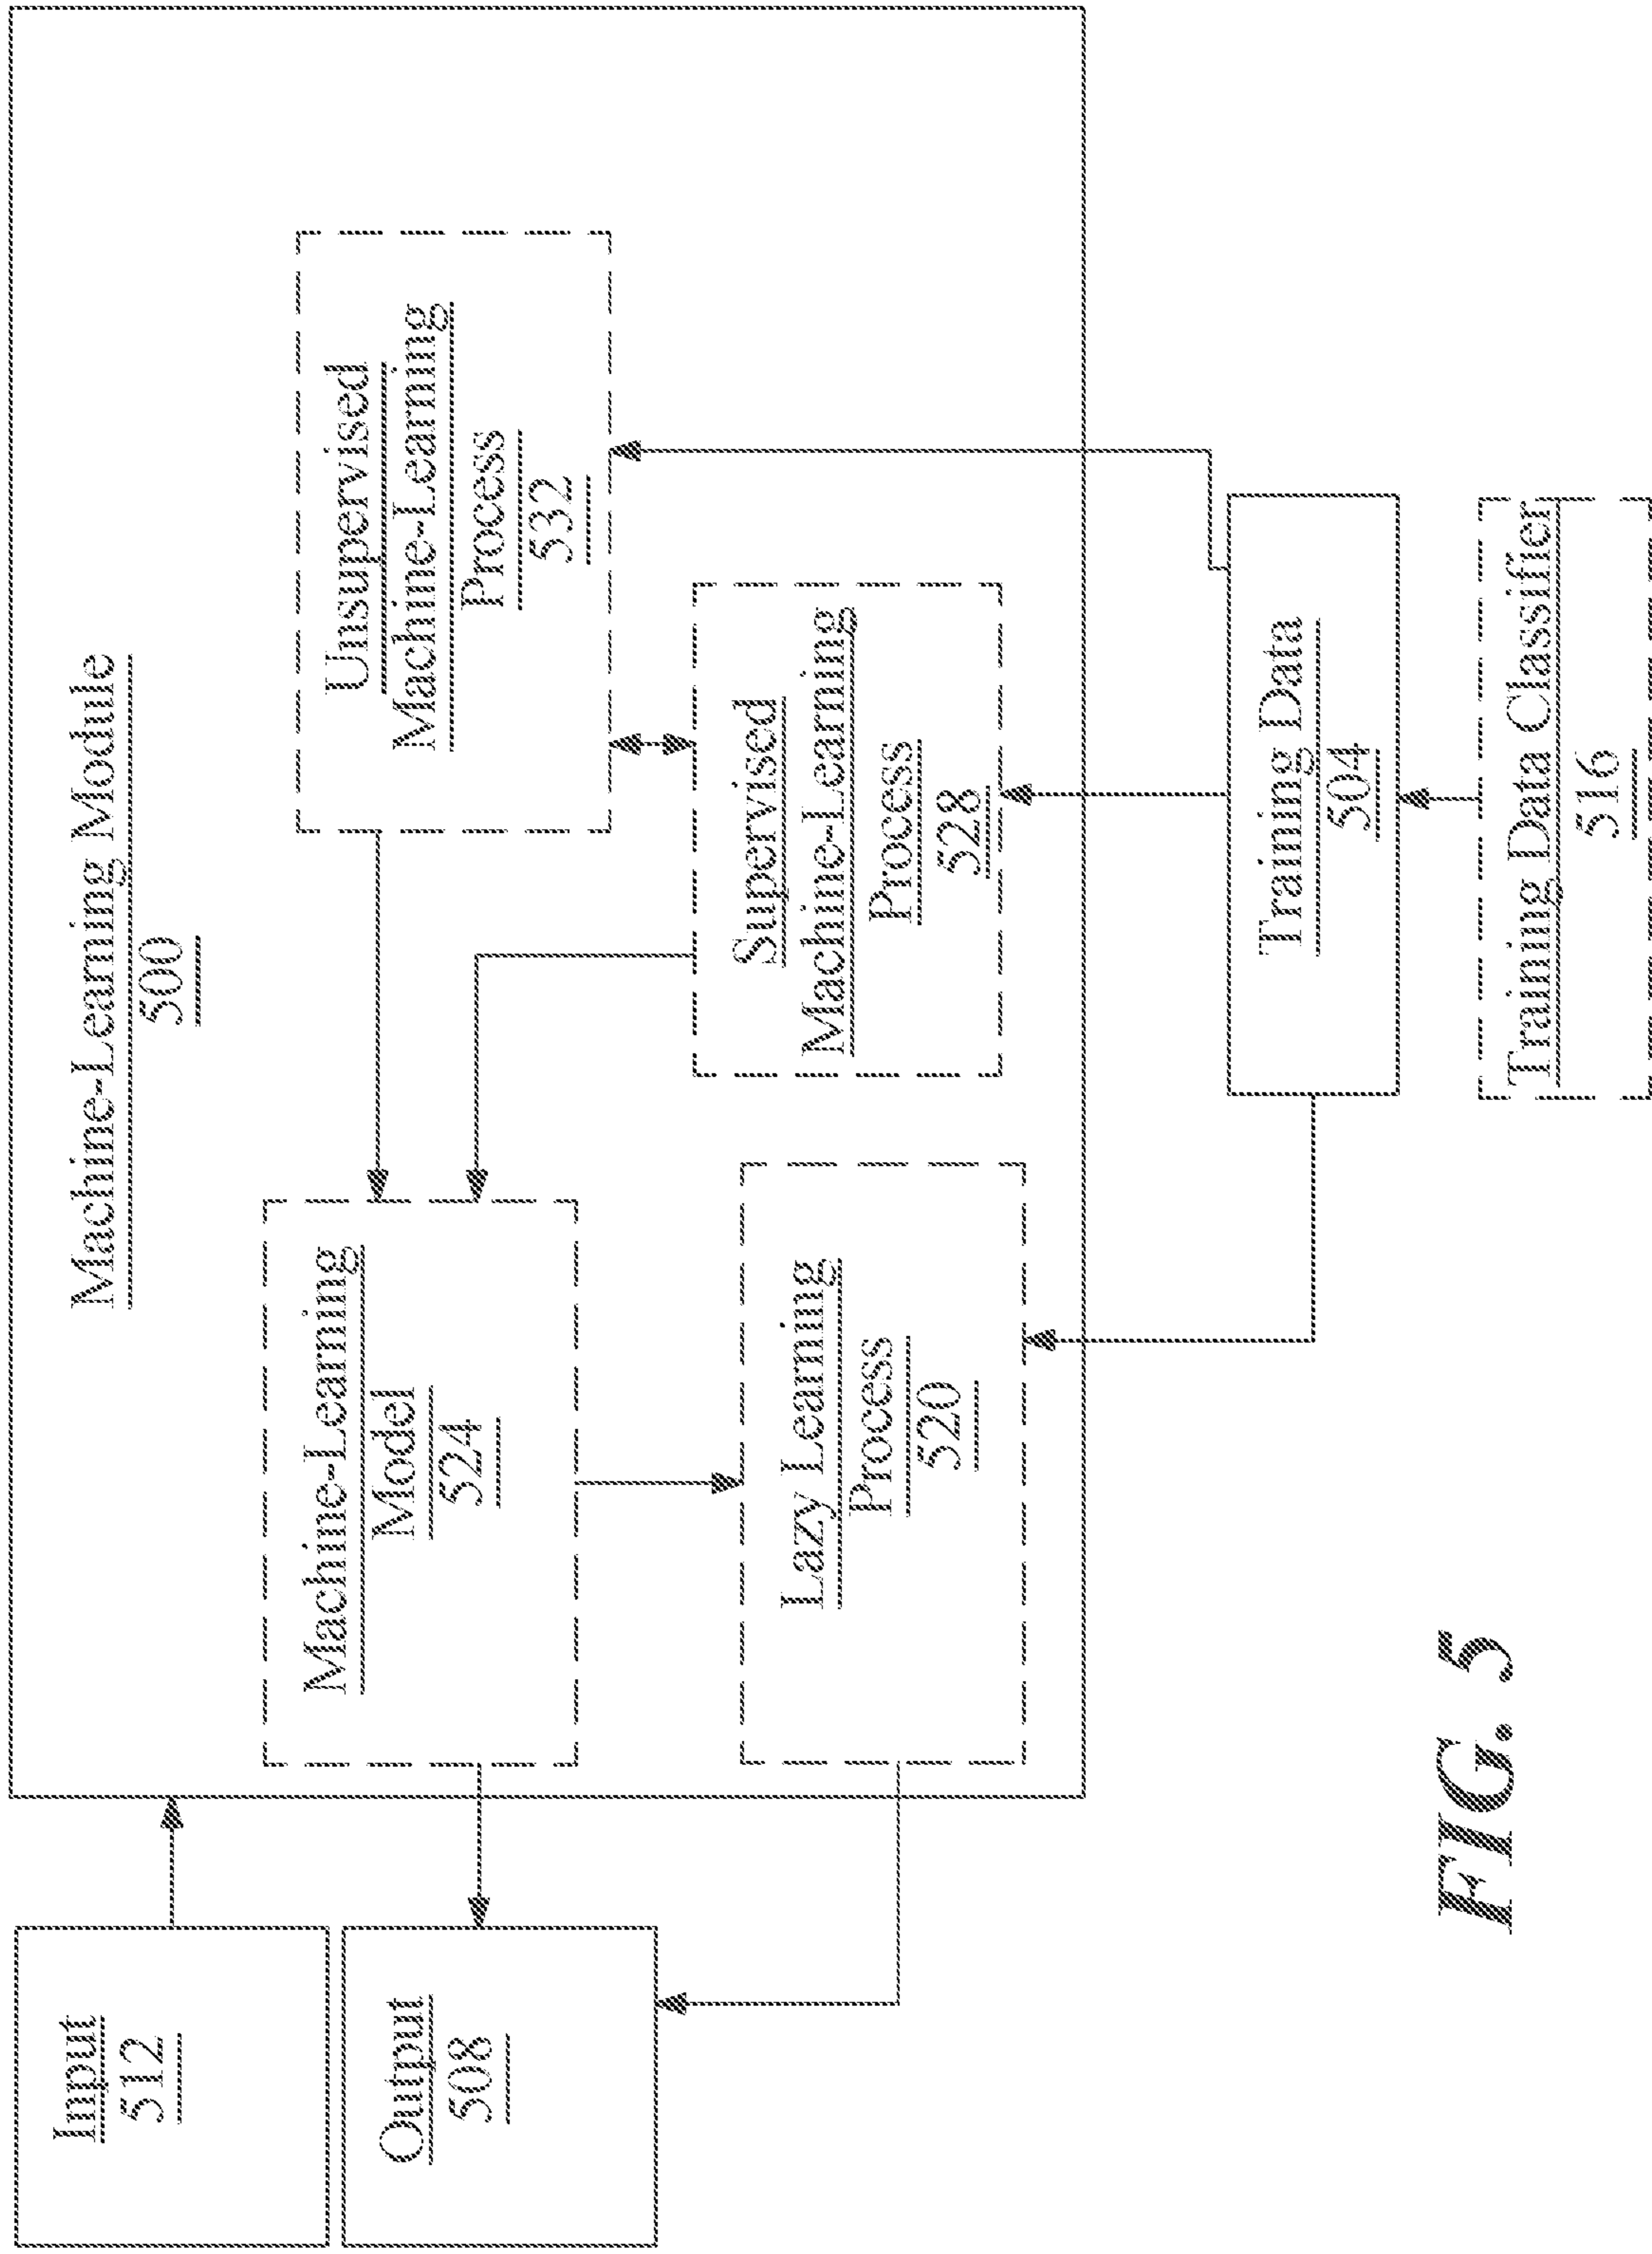 Machine-Learning Module
500
Input
512
Output
508
Machine-Learning
Model
524
Unsupervised
Machine-Learning
Process
532
Lazy Learning
Process
520
Supervised
Machine-Learning
Process
528
Training Data
504
Training Data Classifier
516
FIG. 5